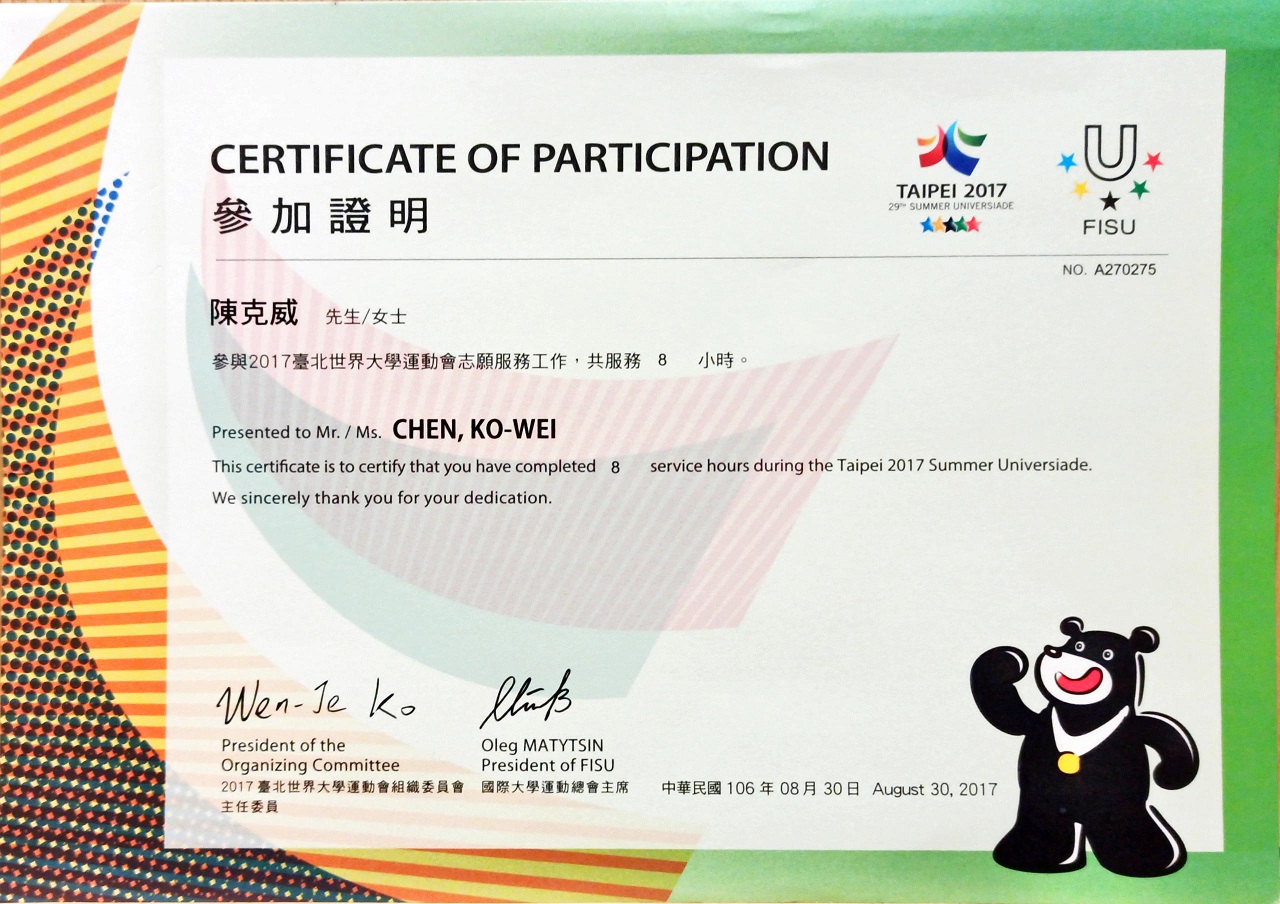 CERTIFICATE OF PARTICIPATION
參加證明
TAIPEI 2017
29TH SUMMER UNIVERSIADE
U
FISU
NO. A270275
陳克威 先生/女士
參與2017臺北世界大學運動會志願服務工作，共服務 8 小時。
Presented to Mr. / Ms. CHEN, KO-WEI
This certificate is to certify that you have completed 8 service hours during the Taipei 2017 Summer Universiade.
We sincerely thank you for your dedication.
Wen-Je Ko
President of the
Organizing Committee
2017臺北世界大學運動會組織委員會
主任委員
Oleg MATYTSIN
President of FISU
國際大學運動總會主席
中華民國 106 年 08 月 30 日 August 30, 2017